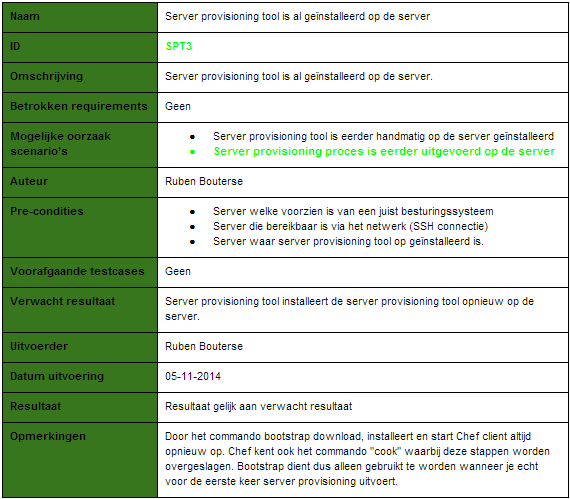 Naam Server provisioning tool is al geïnstalleerd op de server
ID SPT3
Omschrijving Server provisioning tool is al geïnstalleerd op de server.
Betrokken requirements Geen
Mogelijke oorzaak scenario's
● Server provisioning tool is eerder handmatig op de server geïnstalleerd
● Server provisioning proces is eerder uitgevoerd op de server
Auteur Ruben Bouterse
Pre-condities
● Server welke voorzien is van een juist besturingssysteem
● Server die bereikbaar is via het netwerk (SSH connectie)
● Server waar server provisioning tool op geïnstalleerd is.
Voorafgaande testcases Geen
Verwacht resultaat Server provisioning tool installeert de server provisioning tool opnieuw op de
server.
Uitvoerder Ruben Bouterse
Datum uitvoering 05-11-2014
Resultaat Resultaat gelijk aan verwacht resultaat
Opmerkingen Door het commando bootstrap download, installeert en start Chef client altijd
opnieuw op. Chef kent ook het commando "cook" waarbij deze stappen worden
overgeslagen. Bootstrap dient dus alleen gebruikt te worden wanneer je echt
voor de eerste keer server provisioning uitvoert.